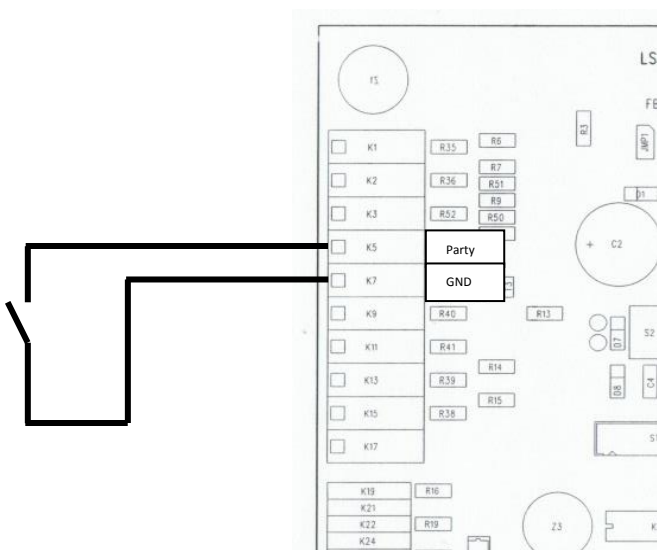 LS
FE
r1
R3
JMP1
K1 R35 R6
R7
K2 R36 R51
R9
D1
K3 R52 R50
K5 Party
+ C2
K7 GND
K9 R40 R13
S2
D7
K11 R41
R14
K13 R39
D8
C4
R15
K15 R38
K17
K19 R16
K21
K22 R19
Z3
K
K24